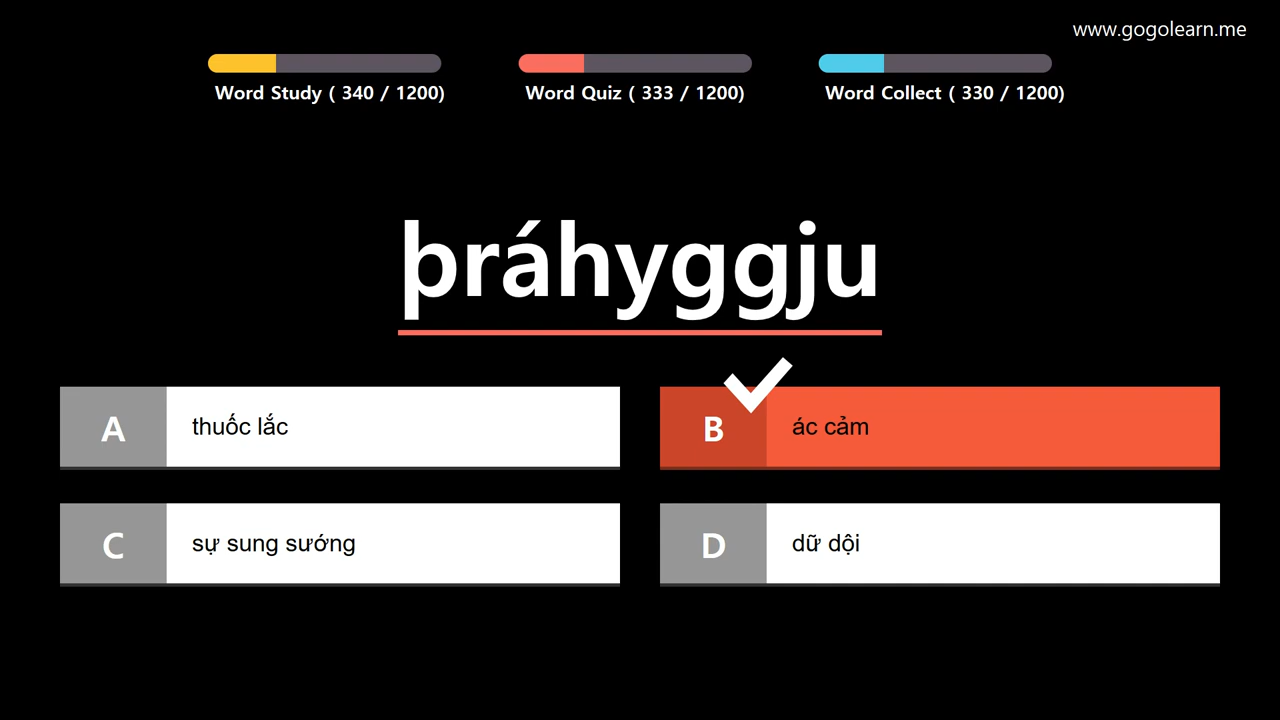 www.gogolearn.me
Word Study ( 340 / 1200)
Word Quiz ( 333 / 1200)
Word Collect ( 330 / 1200)
þráhyggju
A thuốc lắc
B ác cảm
C sự sung sướng
D dữ dội